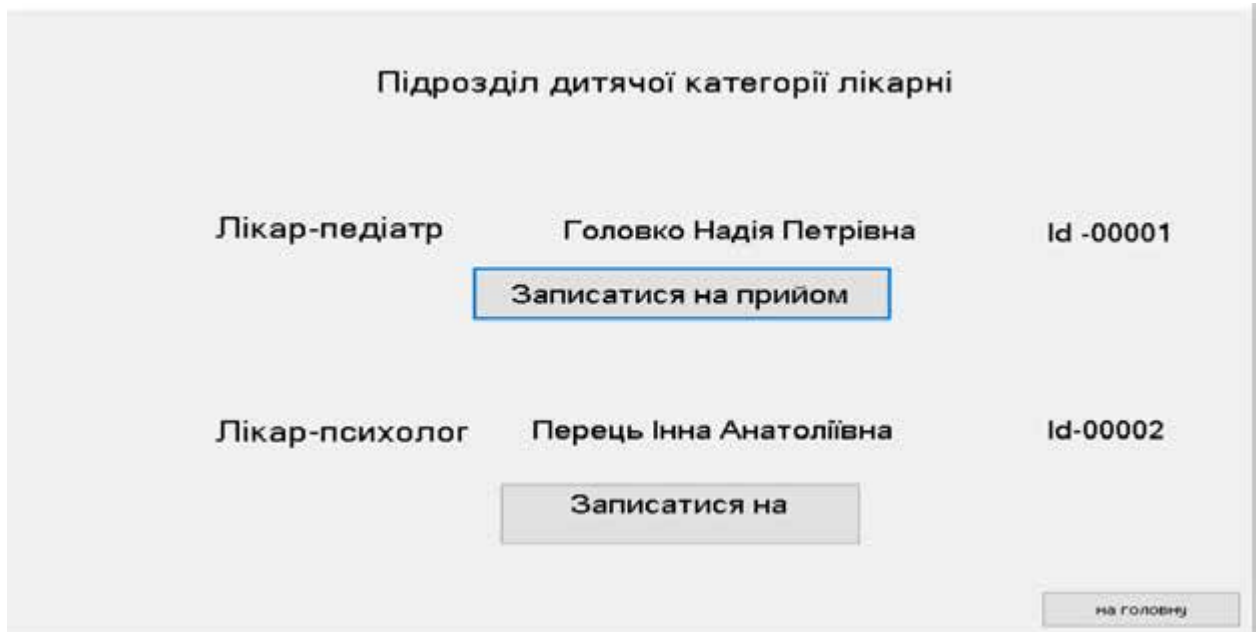 Підрозділ дитячої категорії лікарні
Лікар-педіатр Головко Надія Петрівна Id -00001
Записатися на прийом
Лікар-психолог Перець Інна Анатоліївна Id-00002
Записатися на
на головну